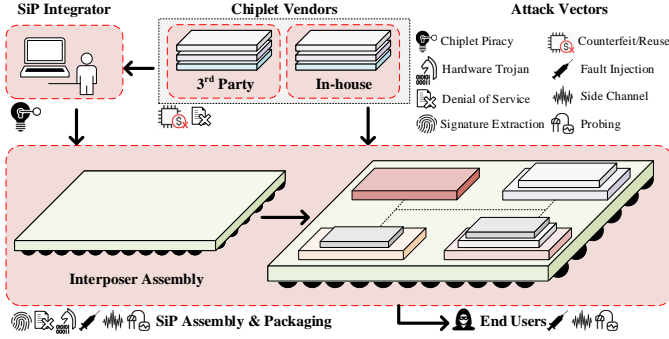 SiP Integrator
Chiplet Vendors
Attack Vectors
3rd Party
In-house
Chiplet Piracy
Counterfeit/Reuse
Hardware Trojan
Fault Injection
Denial of Service
Side Channel
Signature Extraction
Probing
Interposer Assembly
SiP Assembly & Packaging
End Users